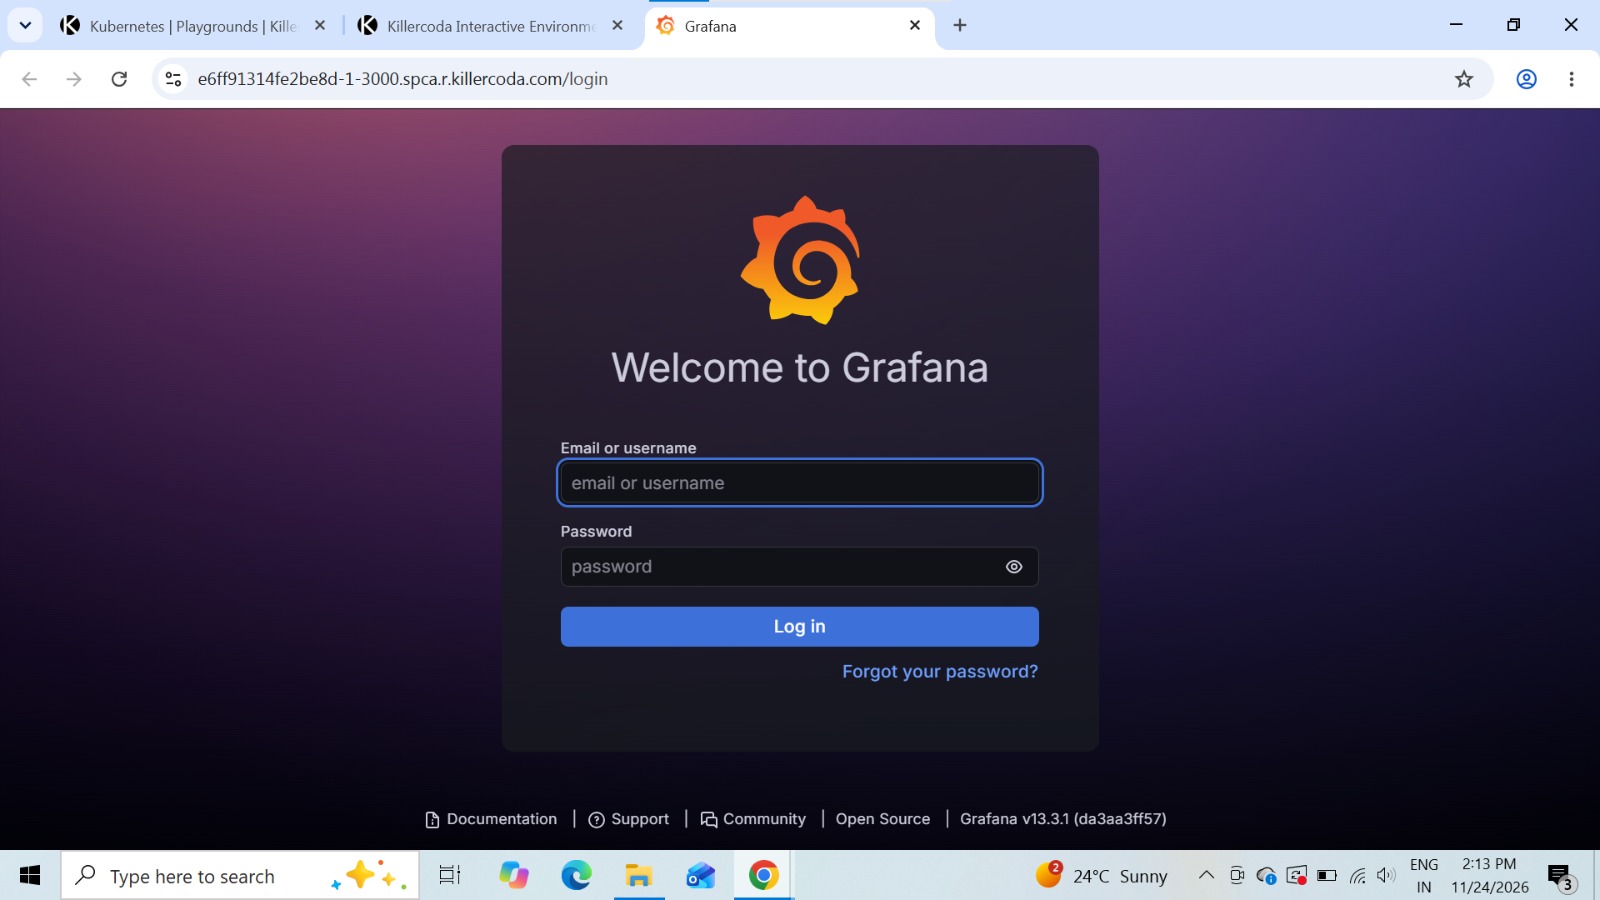 Kubernetes | Playgrounds | Kille
Killercoda Interactive Environme
Grafana
e6ff91314fe2be8d-1-3000.spca.r.killercoda.com/login
Welcome to Grafana
Email or username
email or username
Password
password
Log in
Forgot your password?
Documentation | Support | Community | Open Source | Grafana v13.3.1 (da3aa3ff57)
Type here to search
2
24°C Sunny
ENG
IN
2:13 PM
11/24/2026
3